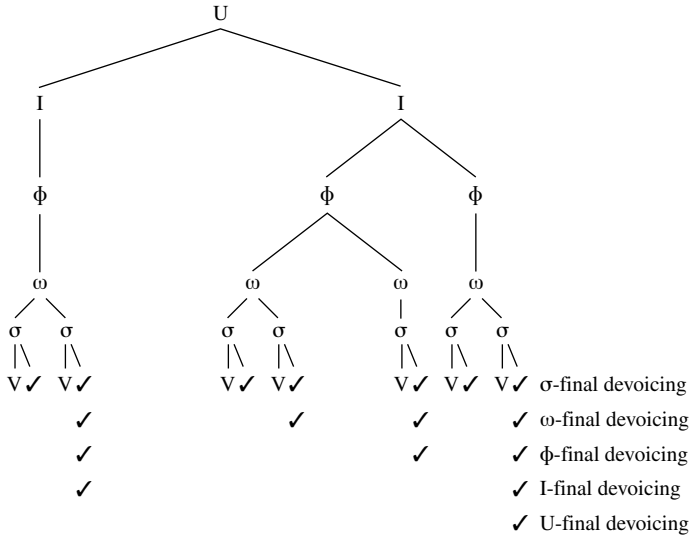 U
I I
ϕ ϕ ϕ
ω ω ω ω
σ σ σ σ σ σ σ
V✓ V✓ V✓ V✓ V✓ V✓ V✓ σ-final devoicing
✓ ✓ ✓ ✓ ω-final devoicing
✓ ✓ ✓ ϕ-final devoicing
✓ ✓ I-final devoicing
✓ U-final devoicing